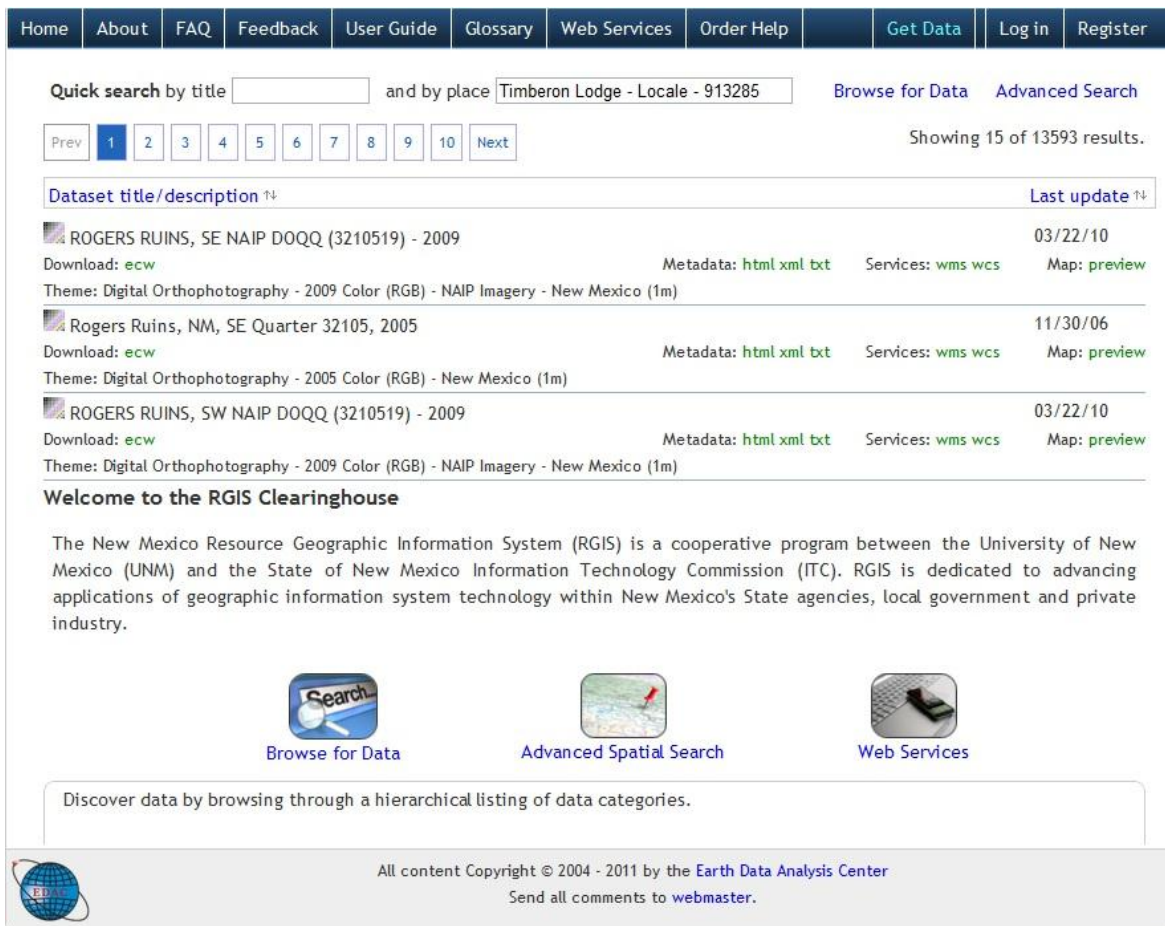 Home About FAQ Feedback User Guide Glossary Web Services Order Help Get Data Log in Register
Quick search by title and by place Timberon Lodge - Locale - 913285 Browse for Data Advanced Search
Prev 1 2 3 4 5 6 7 8 9 10 Next Showing 15 of 13593 results.
Dataset title/description Last update
ROGERS RUINS, SE NAIP DOQQ (3210519) - 2009 03/22/10
Download: ecw Metadata: html xml txt Services: wms wcs Map: preview
Theme: Digital Orthophotography - 2009 Color (RGB) - NAIP Imagery - New Mexico (1m)
Rogers Ruins, NM, SE Quarter 32105, 2005 11/30/06
Download: ecw Metadata: html xml txt Services: wms wcs Map: preview
Theme: Digital Orthophotography - 2005 Color (RGB) - New Mexico (1m)
ROGERS RUINS, SW NAIP DOQQ (3210519) - 2009 03/22/10
Download: ecw Metadata: html xml txt Services: wms wcs Map: preview
Theme: Digital Orthophotography - 2009 Color (RGB) - NAIP Imagery - New Mexico (1m)
Welcome to the RGIS Clearinghouse
The New Mexico Resource Geographic Information System (RGIS) is a cooperative program between the University of New
Mexico (UNM) and the State of New Mexico Information Technology Commission (ITC). RGIS is dedicated to advancing
applications of geographic information system technology within New Mexico's State agencies, local government and private
industry.
Search...
Browse for Data Advanced Spatial Search Web Services
Discover data by browsing through a hierarchical listing of data categories.
EDAC
All content Copyright © 2004 - 2011 by the Earth Data Analysis Center
Send all comments to webmaster.